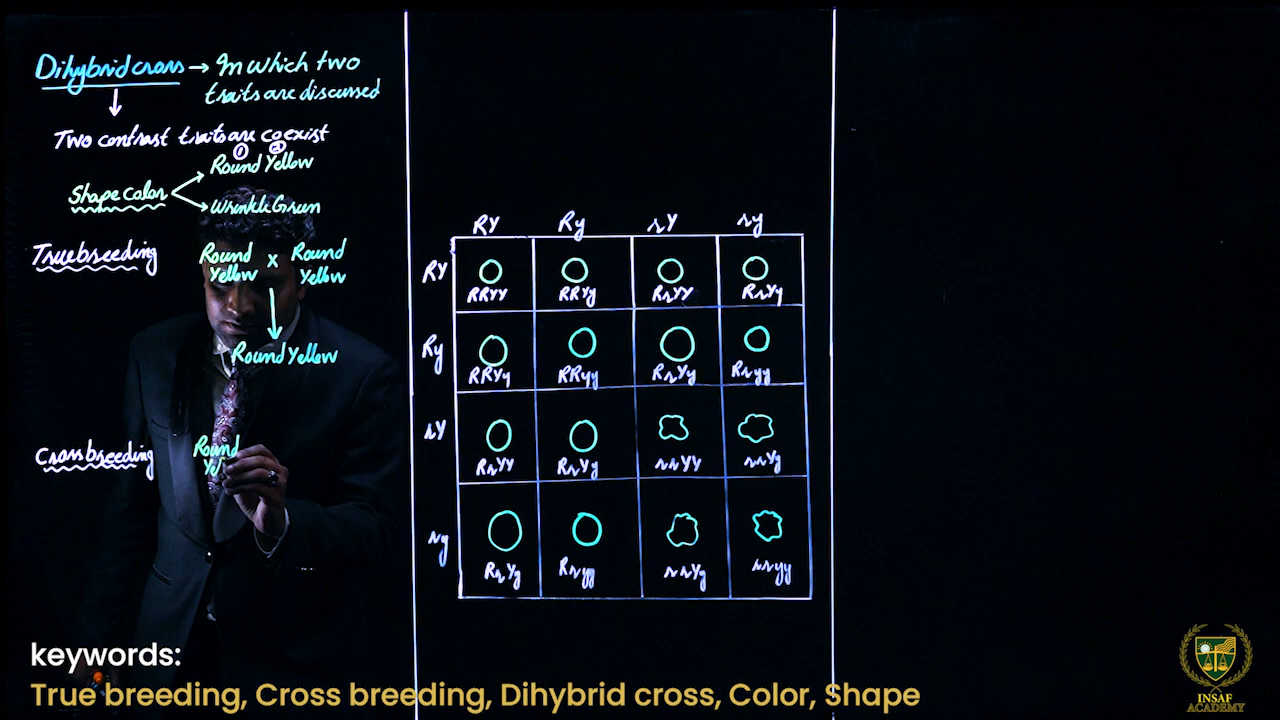 Dihybrid cross → In which two
traits are discussed
Two contrast traits are coexist
① ②
Round Yellow
Shape color
Wrinkle Green
True breeding
Round Yellow x Round Yellow
Round Yellow
Cross breeding
Round
Ye
RY Ry rY ry
RY
RRYY RRYy RrYY RrYy
Ry
RRYy RRyy RrYy Rryy
rY
RrYY RrYy rrYY rrYy
ry
RrYy Rryy rrYy rryy
keywords:
True breeding, Cross breeding, Dihybrid cross, Color, Shape
INSAF
ACADEMY